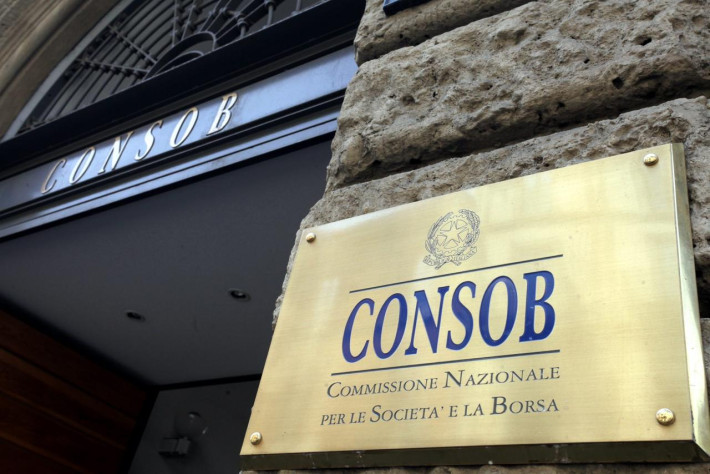 CONSOB
CONSOB
COMMISSIONE NAZIONALE
PER LE SOCIETA' E LA BORSA